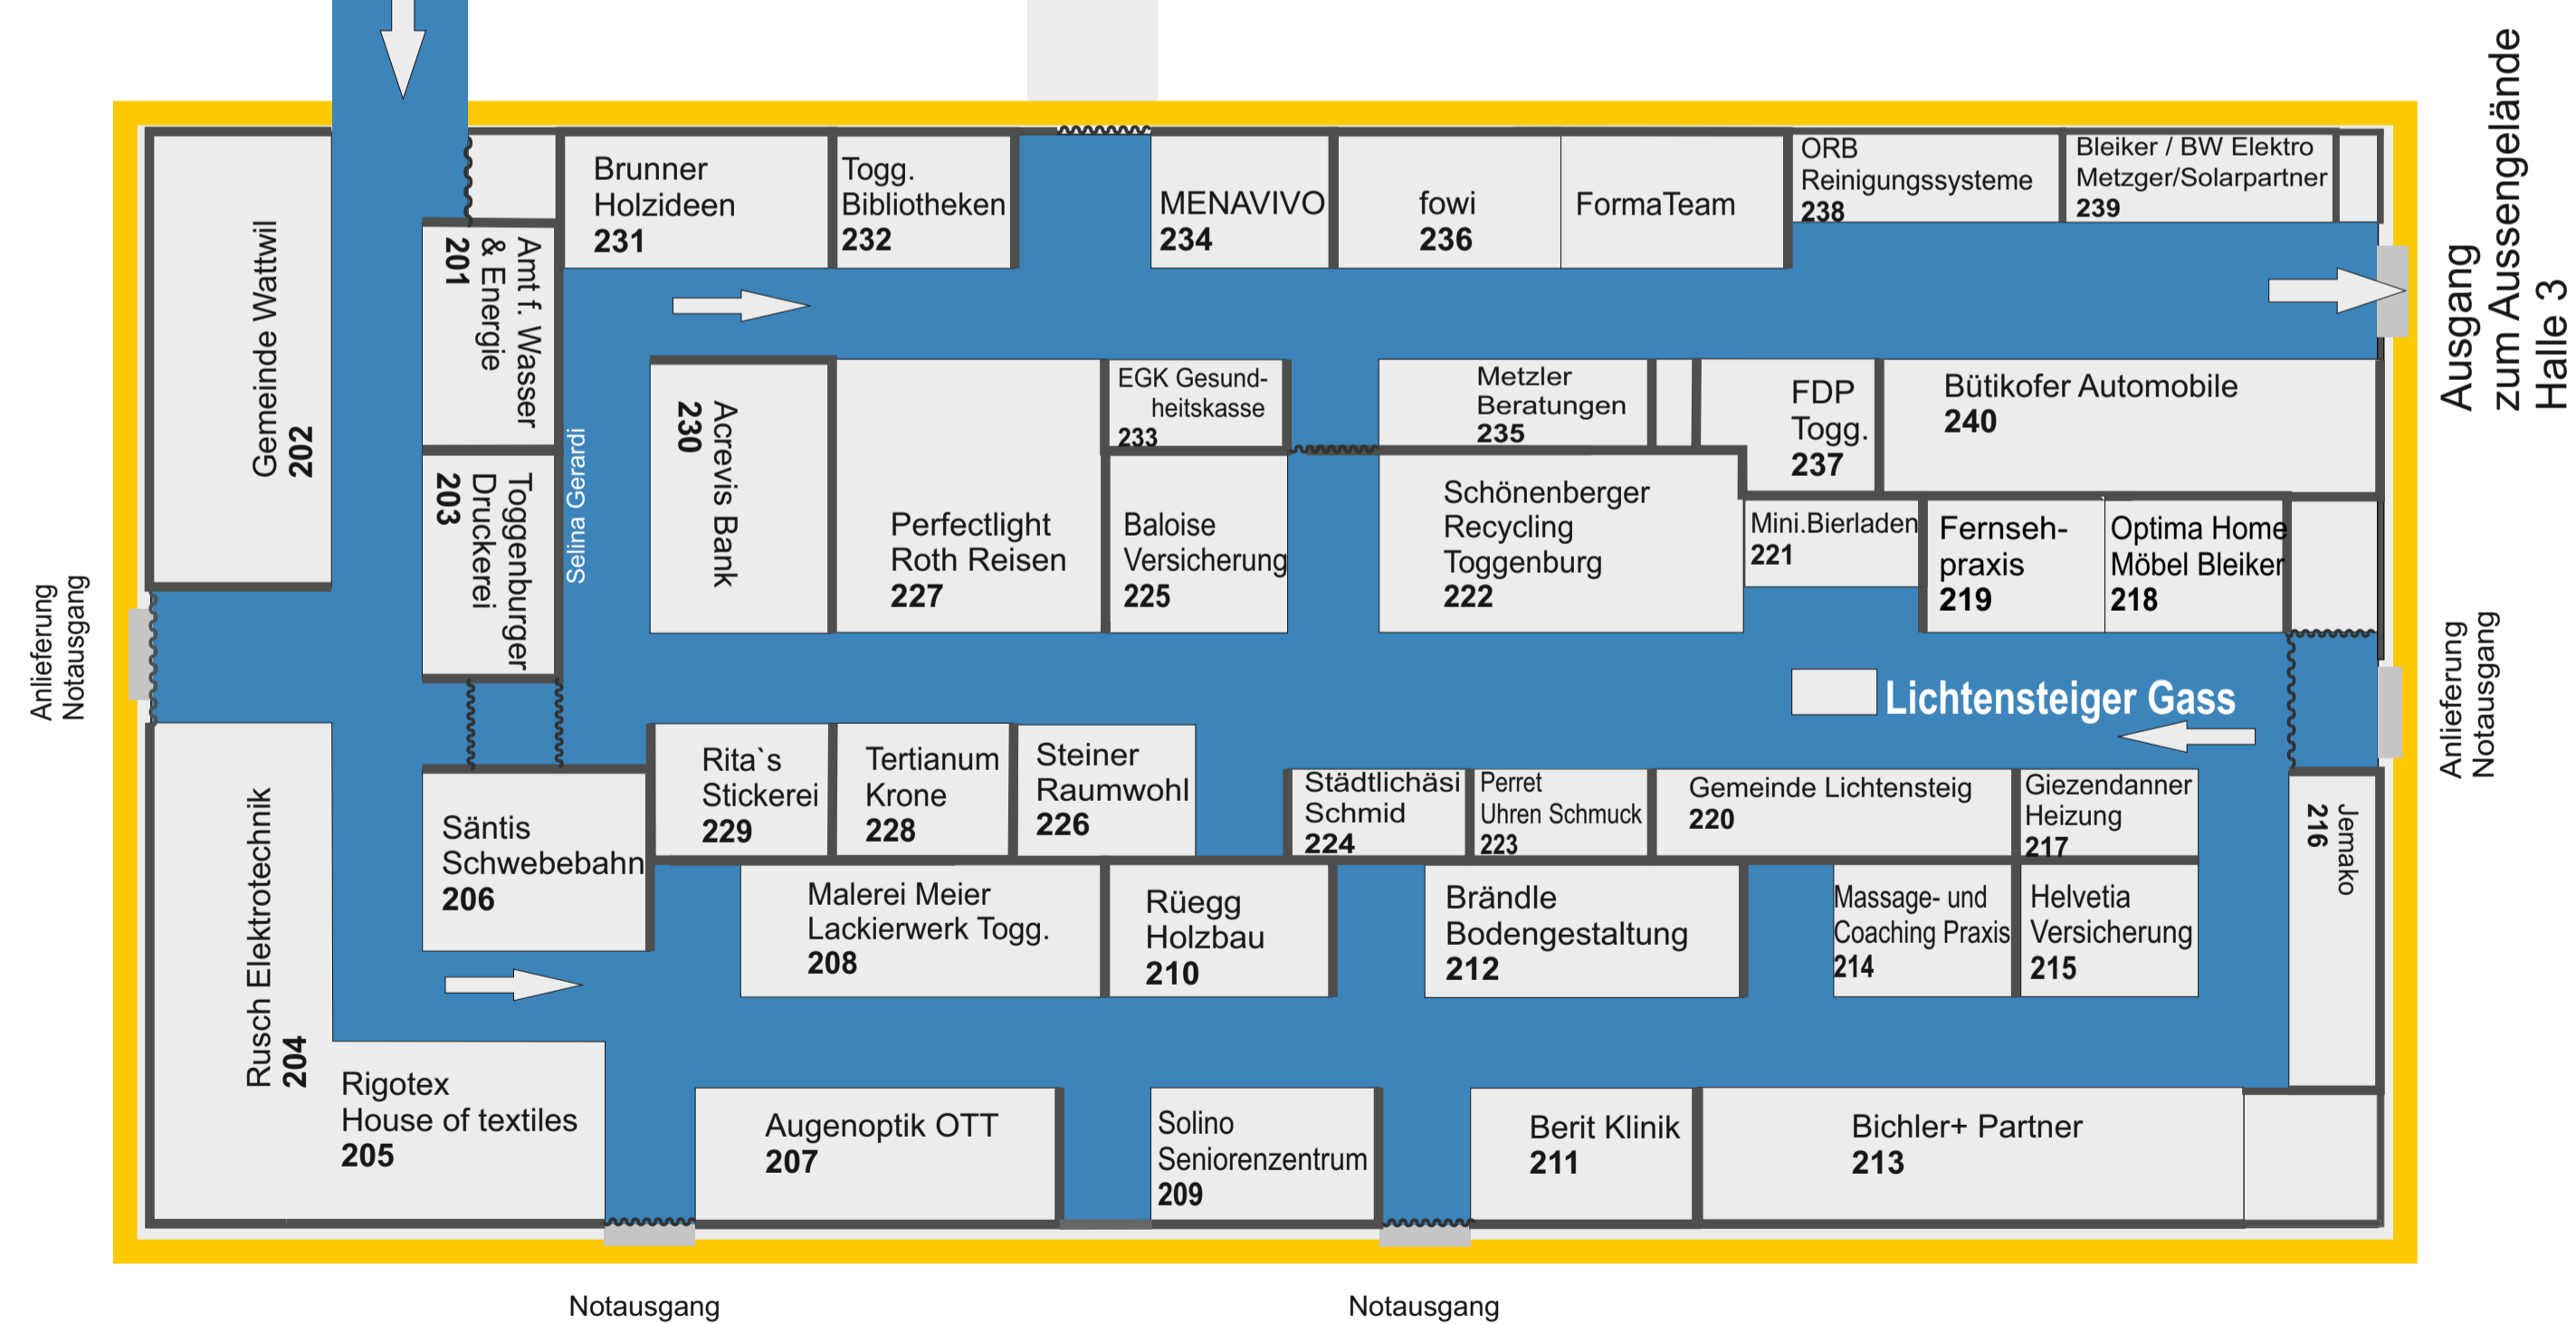 Gemeinde Wattwil
202
Amt f. Wasser
& Energie
201
Toggenburger
Druckerei
203
Selina Gerardi
Brunner
Holzideen
231
Togg.
Bibliotheken
232
MENAVIVO
234
fowi
236
FormaTeam
ORB
Reinigungssysteme
238
Bleiker / BW Elektro
Metzger/Solarpartner
239
Ausgang
zum Aussengelände
Halle 3
Acrevis Bank
230
Perfectlight
Roth Reisen
227
EGK Gesund-
heitskasse
233
Baloise
Versicherung
225
Metzler
Beratungen
235
FDP
Togg.
237
Bütikofer Automobile
240
Schönenberger
Recycling
Toggenburg
222
Mini.Bierladen
221
Fernseh-
praxis
219
Optima Home
Möbel Bleiker
218
Anlieferung
Notausgang
Lichtensteiger Gass
Anlieferung
Notausgang
Rusch Elektrotechnik
204
Säntis
Schwebebahn
206
Rita`s
Stickerei
229
Tertianum
Krone
228
Steiner
Raumwohl
226
Städtlichäsi
Schmid
224
Perret
Uhren Schmuck
223
Gemeinde Lichtensteig
220
Giezendanner
Heizung
217
Jemako
216
Malerei Meier
Lackierwerk Togg.
208
Rüegg
Holzbau
210
Brändle
Bodengestaltung
212
Massage- und
Coaching Praxis
214
Helvetia
Versicherung
215
Rigotex
House of textiles
205
Augenoptik OTT
207
Solino
Seniorenzentrum
209
Berit Klinik
211
Bichler+ Partner
213
Notausgang
Notausgang